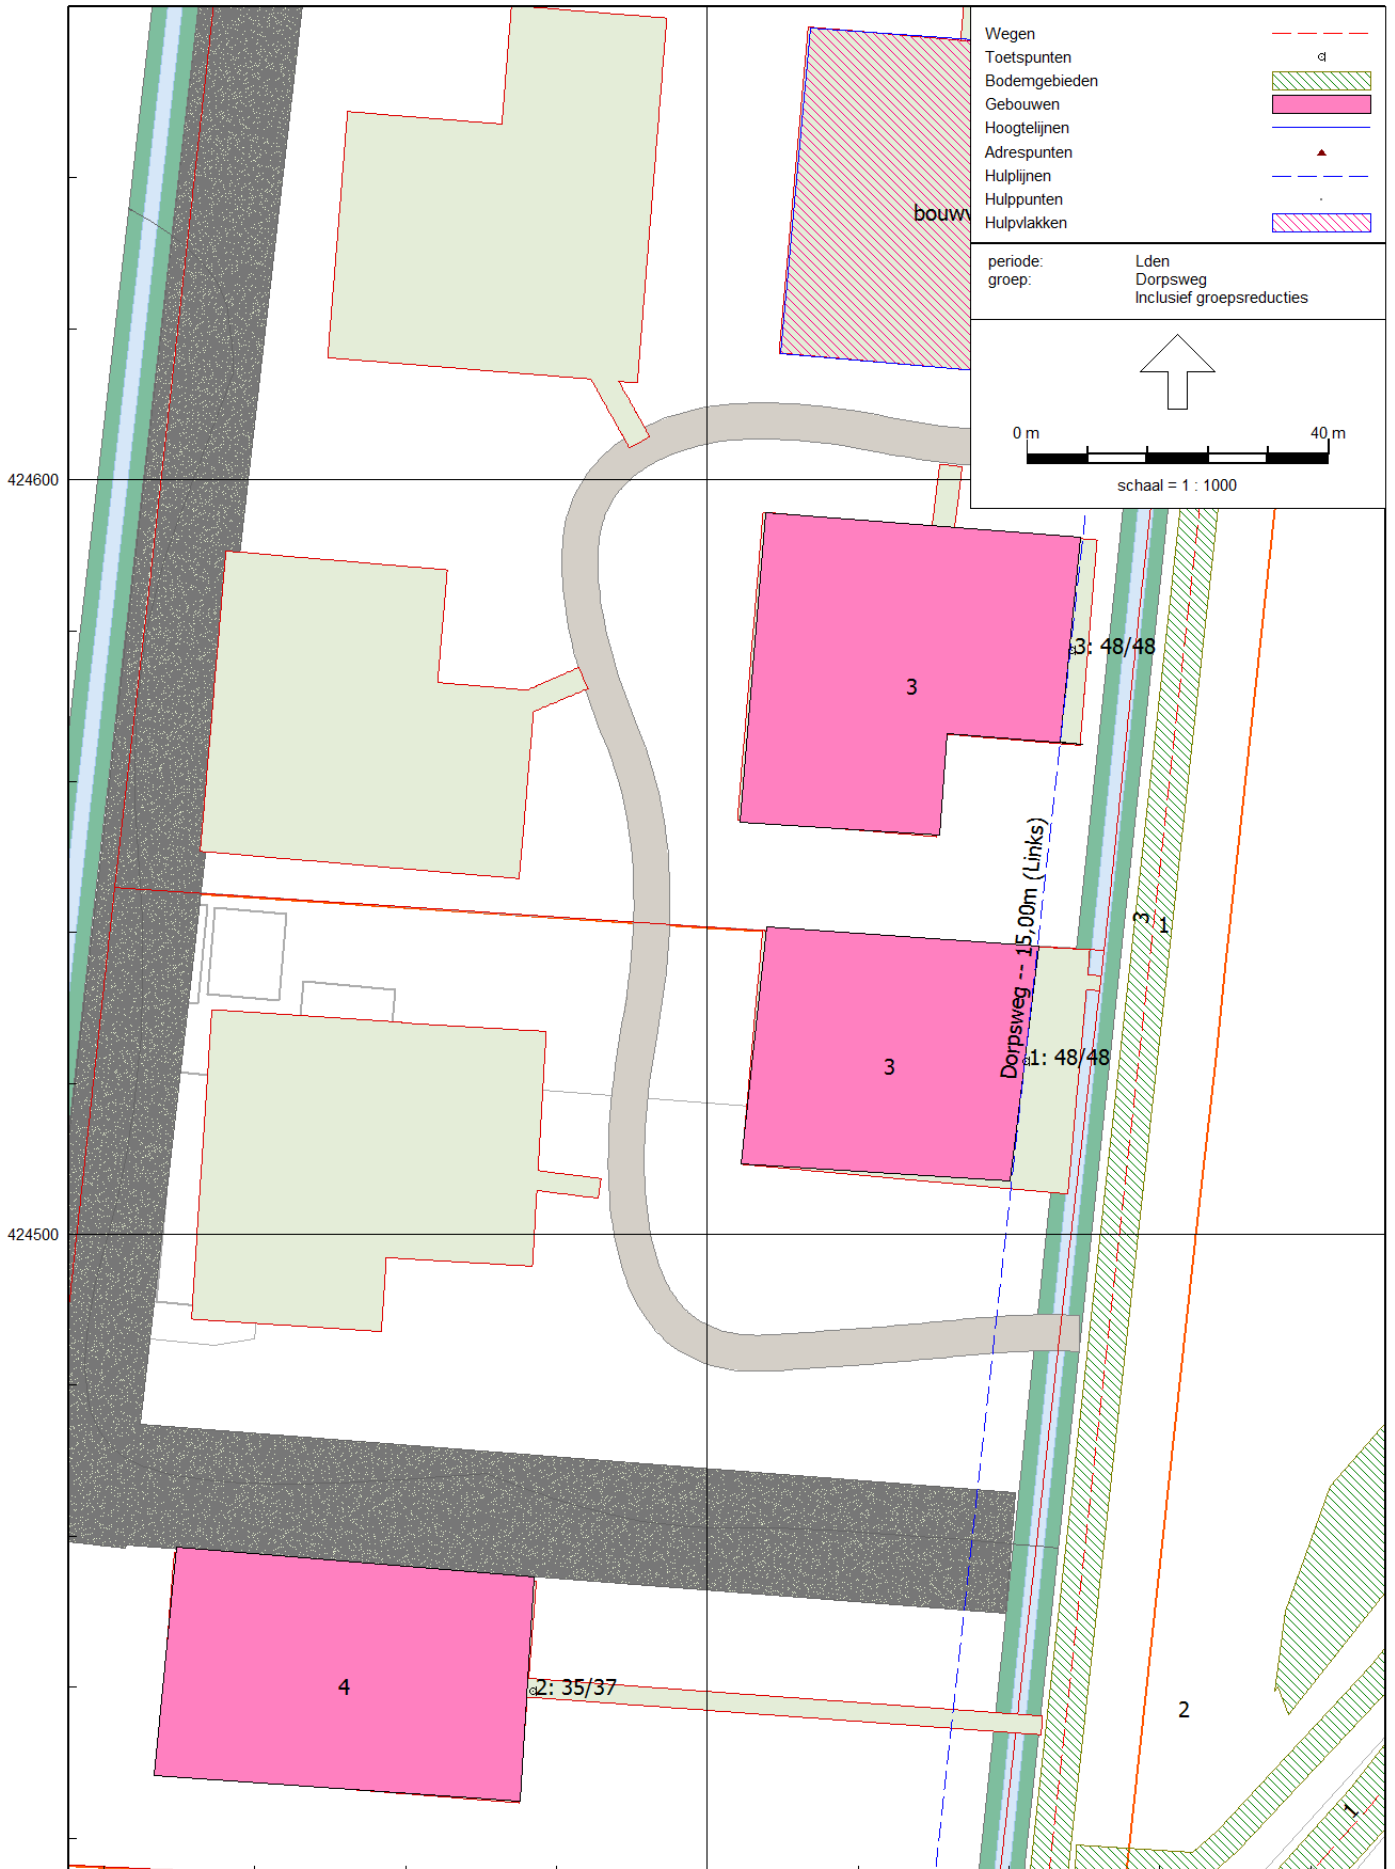 Wegen
Toetspunten
Bodemgebieden
Gebouwen
Hoogtelijnen
Adrespunten
Hulplijnen
Hulppunten
Hulpvlakken
periode: Lden
groep: Dorpsweg
Inclusief groepsreducties
0 m 40 m
schaal = 1 : 1000
bouwv
424600
3: 48/48
3
Dorpsweg -- 15,00m (Links)
3 1
1: 48/48
3
424500
2: 35/37
4
2
1